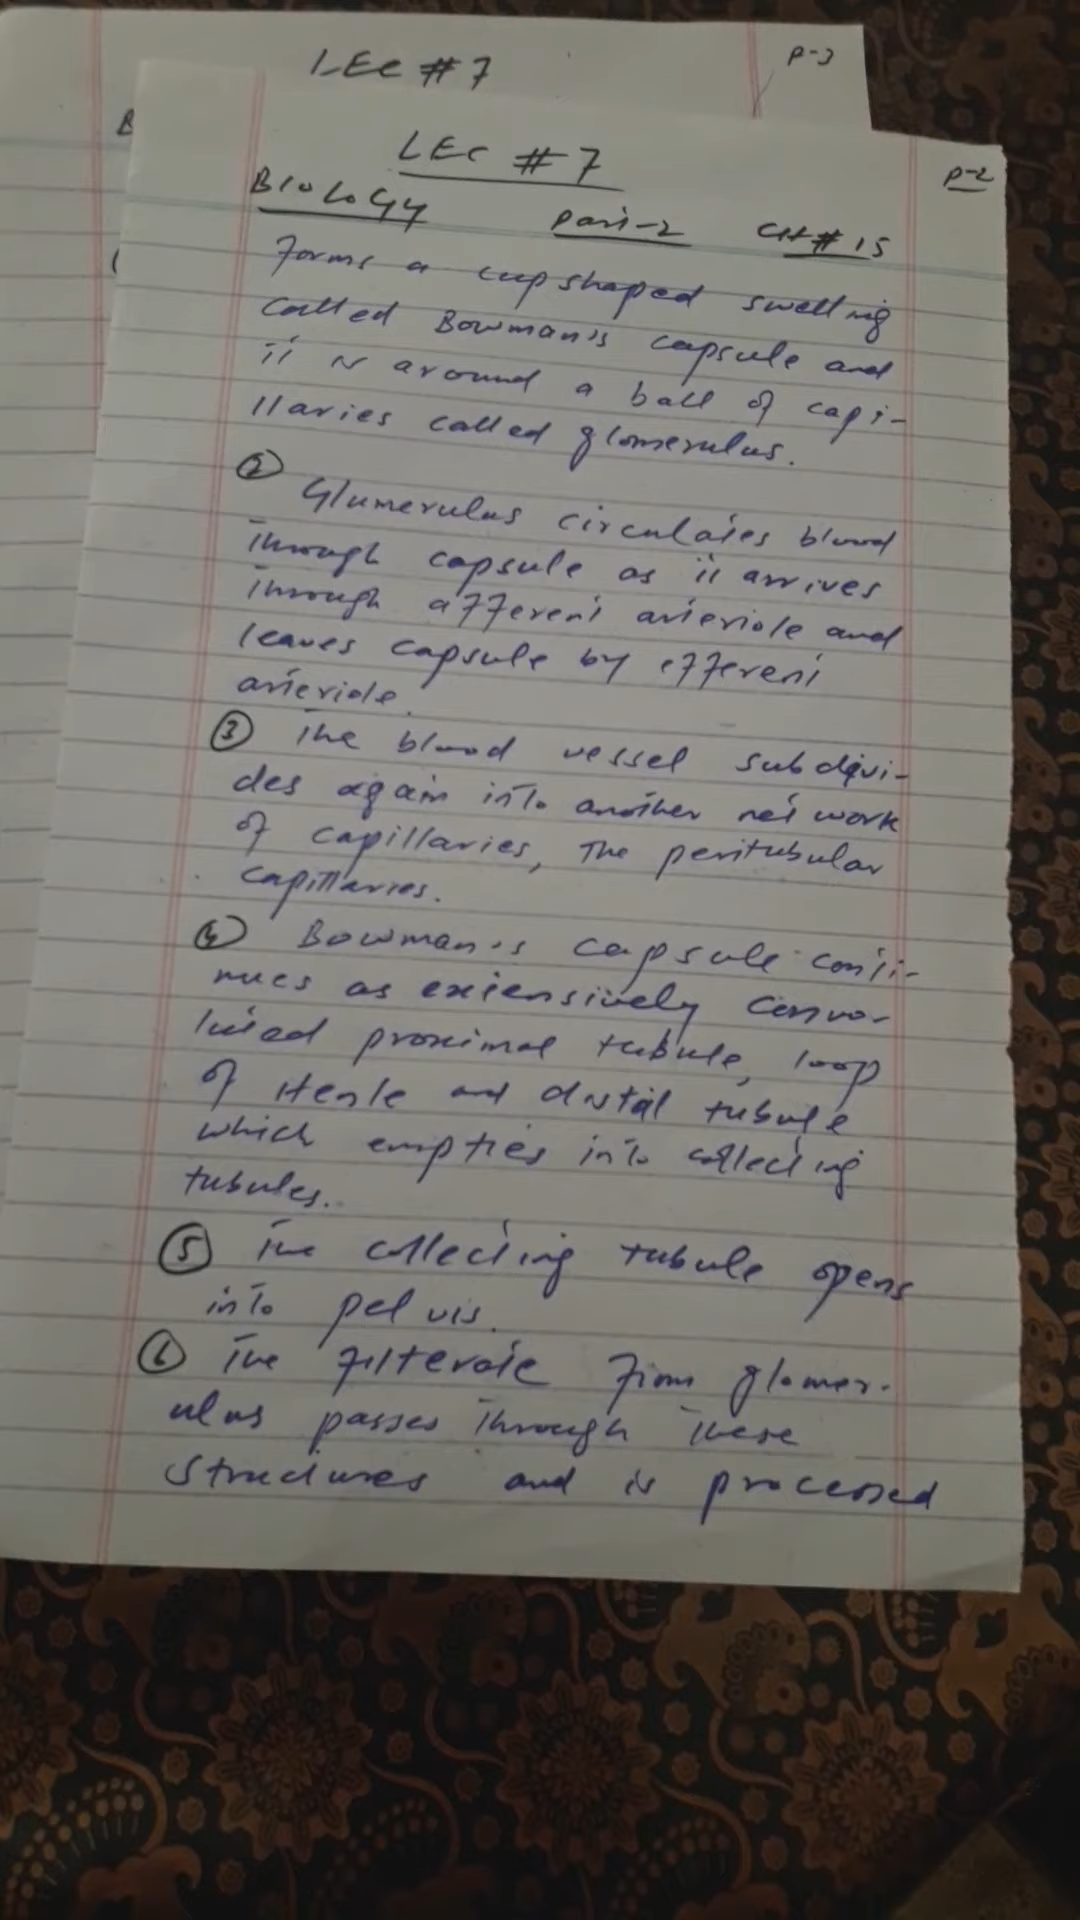 LEC #7
P-3
B
LEC #7
P-2
BIOLOGY Part-2 CH#15
Forms a cup shaped swelling
called Bowman's capsule and
it is around a ball of capi-
llaries called glomerulus.
② Glumerulus circulates blood
through capsule as it arrives
through afferent arteriole and
leaves capsule by efferent
arteriole.
③ The blood vessel subdivi-
des again into another net work
of capillaries, The peritubular
capillaries.
④ Bowman's capsule conti-
nues as extensively convo-
luted proximal tubule, loop
of Henle and distal tubule
which empties into collecting
tubules.
⑤ The collecting tubule opens
into pelvis.
⑥ The filterate from glomer-
ulus passes through these
structures and is processed